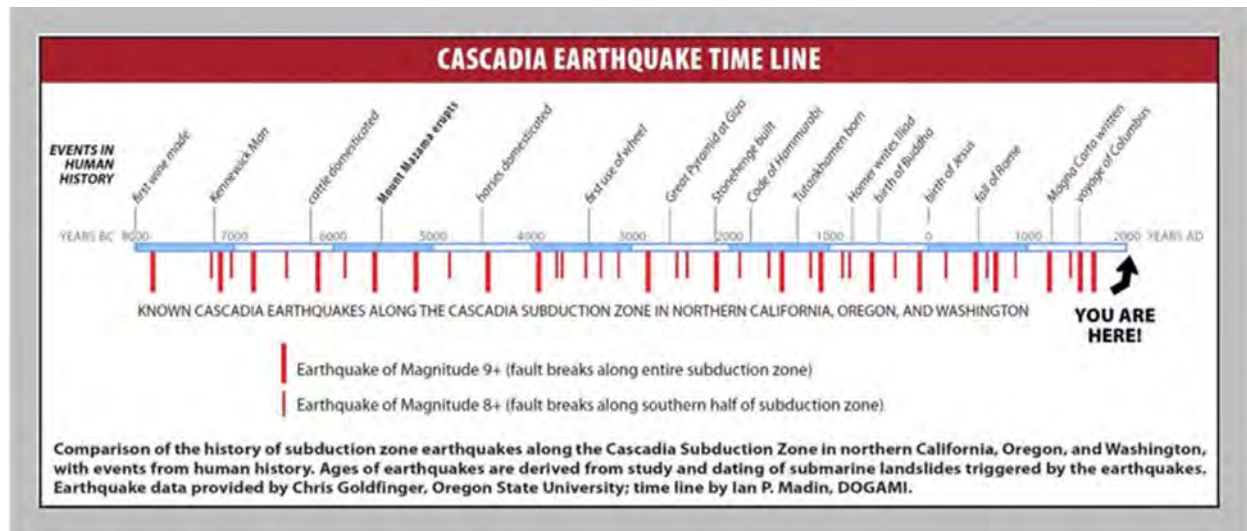 CASCADIA EARTHQUAKE TIME LINE
EVENTS IN
HUMAN
HISTORY
first wine made
Kennewick Man
cattle domesticated
Mount Mazama erupts
horses domesticated
first use of wheel
Great Pyramid at Giza
Stonehenge built
Code of Hammurabi
Tutankhamen born
Homer writes Iliad
birth of Buddha
birth of Jesus
fall of Rome
Magna Carta written
voyage of Columbus
YEARS BC 8000 7000 6000 5000 4000 3000 2000 1000 0 1000 2000 YEARS AD
KNOWN CASCADIA EARTHQUAKES ALONG THE CASCADIA SUBDUCTION ZONE IN NORTHERN CALIFORNIA, OREGON, AND WASHINGTON
YOU ARE
HERE!
Earthquake of Magnitude 9+ (fault breaks along entire subduction zone)
Earthquake of Magnitude 8+ (fault breaks along southern half of subduction zone)
Comparison of the history of subduction zone earthquakes along the Cascadia Subduction Zone in northern California, Oregon, and Washington,
with events from human history. Ages of earthquakes are derived from study and dating of submarine landslides triggered by the earthquakes.
Earthquake data provided by Chris Goldfinger, Oregon State University; time line by Ian P. Madin, DOGAMI.